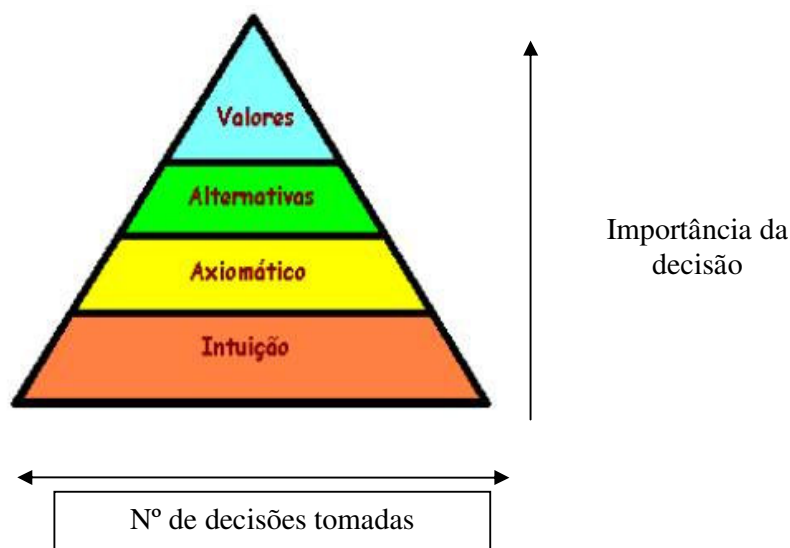 Valores
Alternativas
Axiomático
Intuição
Importância da
decisão
Nº de decisões tomadas